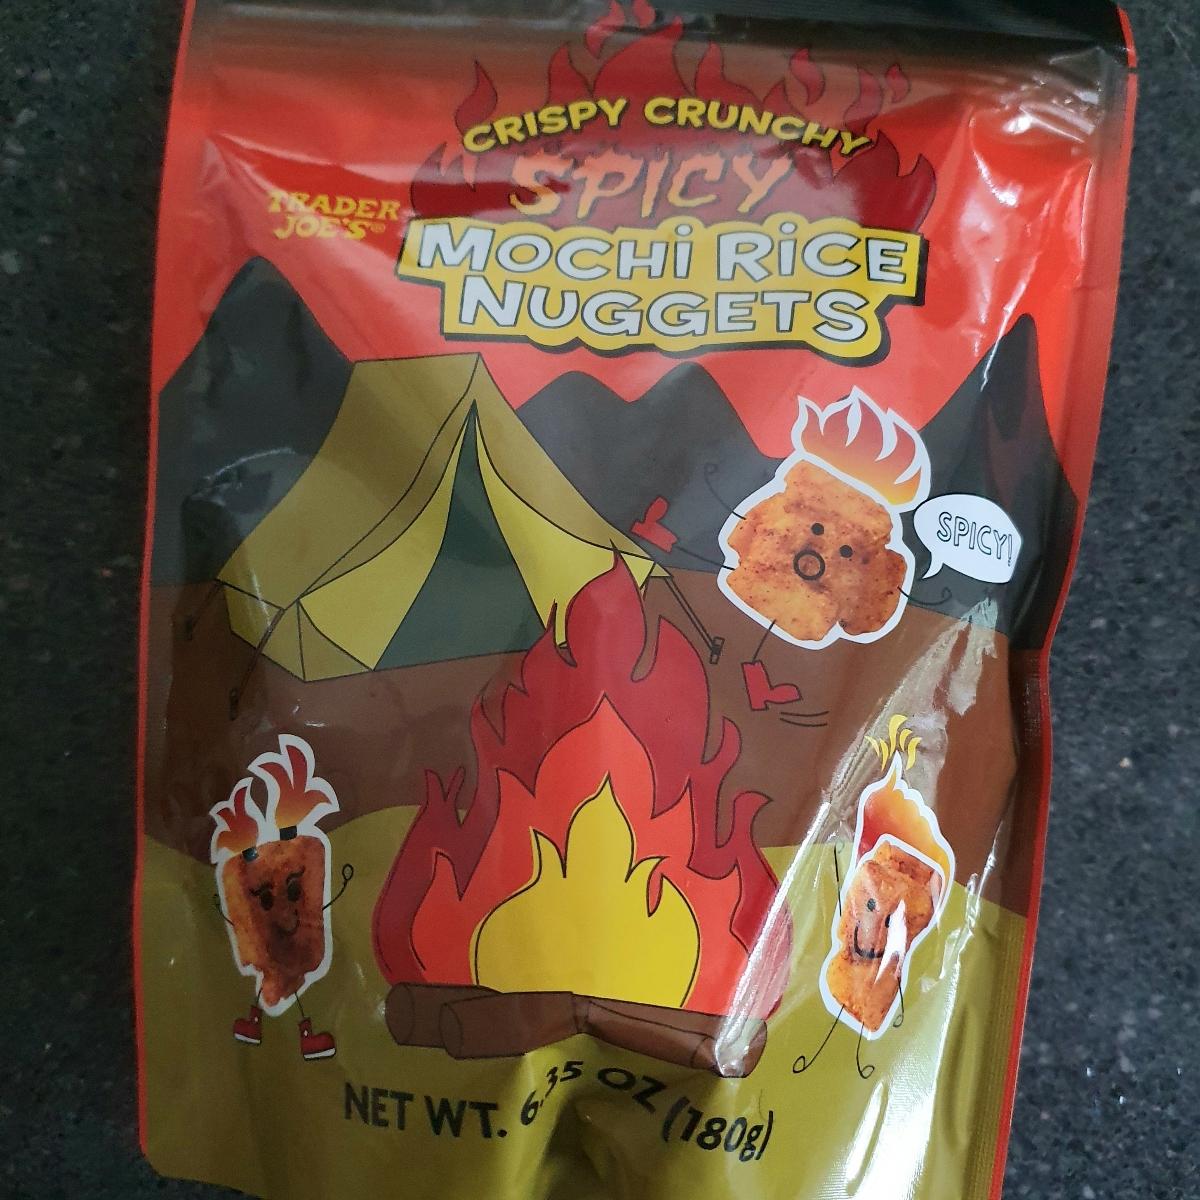 CRISPY CRUNCHY
SPICY
TRADER
JOE'S®
MOCHI RICE
NUGGETS
SPICY!
NET WT. 6.35 OZ (180g)